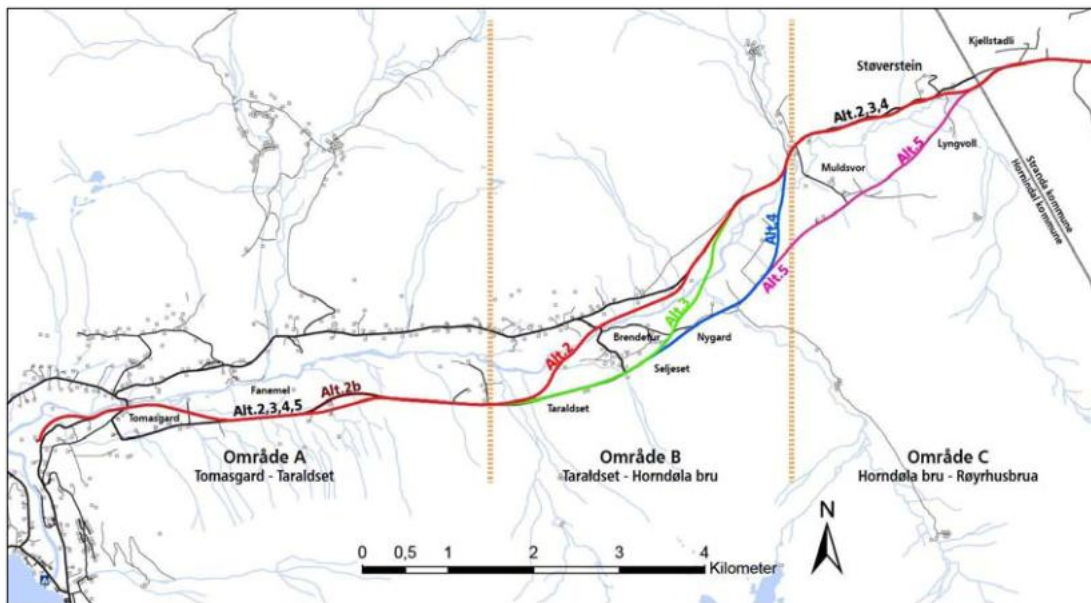 Kjellstadli
Støverstein
Alt.2,3,4
Lyngvoll
Alt.5
Muldsvor
Stranda kommune
Hornindal kommune
Alt.4
Alt.5
Alt.3
Brendefur
Nygard
Alt.2
Seljeset
Fanemel
Alt.2b
Taraldset
Tomasgard
Alt.2,3,4,5
Område A
Tomasgard - Taraldset
Område B
Taraldset - Horndøla bru
Område C
Horndøla bru - Røyrhusbrua
N
0 0,5 1 2 3 4
Kilometer